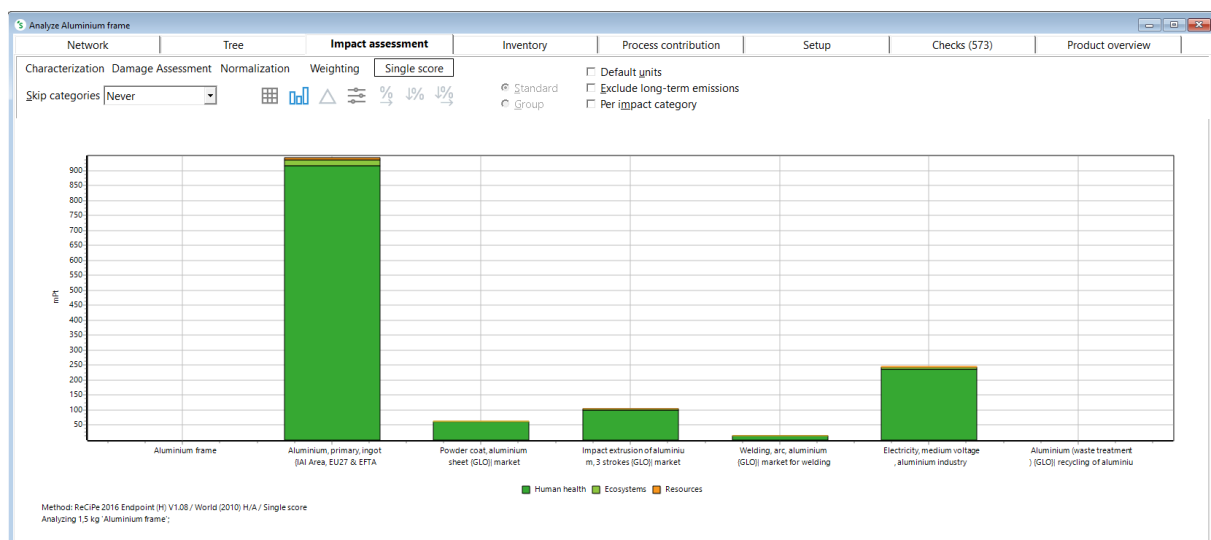 Analyze Aluminium frame
Network Tree Impact assessment Inventory Process contribution Setup Checks (573) Product overview
Characterization Damage Assessment Normalization Weighting Single score
Default units
Skip categories Never
Standard
Exclude long-term emissions
Group
Per impact category
900
850
800
750
700
650
600
550
500
450
400
350
300
250
200
150
100
50
mPt
Aluminium frame
Aluminium, primary, ingot
{IAI Area, EU27 & EFTA
Powder coat, aluminium
sheet {GLO}| market
Impact extrusion of aluminiu
m, 3 strokes {GLO}| market
Welding, arc, aluminium
{GLO}| market for welding
Electricity, medium voltage
, aluminium industry
Aluminium (waste treatment
) {GLO}| recycling of aluminiu
Human health Ecosystems Resources
Method: ReCiPe 2016 Endpoint (H) V1.08 / World (2010) H/A / Single score
Analyzing 1,5 kg 'Aluminium frame';